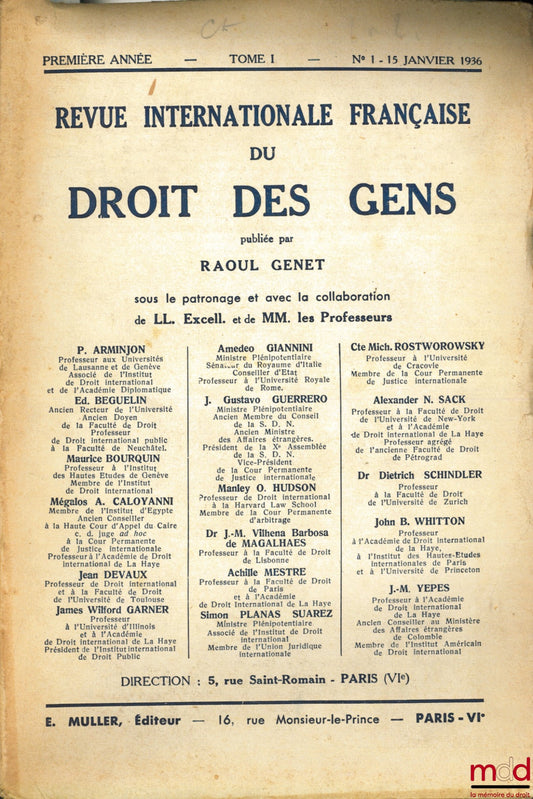 PREMIÈRE ANNÉE — TOME I — Nº 1 - 15 JANVIER 1936
REVUE INTERNATIONALE FRANÇAISE
DU
DROIT DES GENS
publiée par
RAOUL GENET
sous le patronage et avec la collaboration
de LL. Excell. et de MM. les Professeurs
P. ARMINJON
Professeur aux Universités
de Lausanne et de Genève
Associé de l'Institut
de Droit international
et de l'Académie Diplomatique
Ed. BEGUELIN
Ancien Recteur de l'Université
Ancien Doyen
de la Faculté de Droit
Professeur
de Droit international public
à la Faculté de Neuchâtel.
Maurice BOURQUIN
Professeur à l'Institut
des Hautes Etudes de Genève
Membre de l'Institut
de Droit international
Mégalos A. CALOYANNI
Membre de l'Institut d'Egypte
Ancien Conseiller
à la Haute Cour d'Appel du Caire
c. d. juge ad hoc
à la Cour Permanente
de Justice internationale
Professeur à l'Académie de Droit
international de La Haye
Jean DEVAUX
Professeur de Droit international
et à la Faculté de Droit
de l'Université de Toulouse
James Wilford GARNER
Professeur
à l'Université d'Illinois
et à l'Académie
de Droit international de La Haye
Président de l'Institut international
de Droit Public
Amedeo GIANNINI
Ministre Plénipotentiaire
Sénateur du Royaume d'Italie
Conseiller d'Etat
Professeur à l'Université Royale
de Rome.
J. Gustavo GUERRERO
Ministre Plénipotentiaire
Ancien Membre du Conseil
de la S. D. N.
Ancien Ministre
des Affaires étrangères.
Président de la Xe Assemblée
de la S. D. N.
Vice-Président
de la Cour Permanente
de Justice internationale
Manley O. HUDSON
Professeur de Droit international
à la Harvard Law School
Membre de la Cour Permanente
d'arbitrage
Dr J.-M. Vilhena Barbosa
de MAGALHAES
Professeur à la Faculté de Droit
de Lisbonne
Achille MESTRE
Professeur à la Faculté de Droit
de Paris
et à l'Académie
de Droit International de La Haye
Simon PLANAS SUAREZ
Ministre Plénipotentiaire
Associé de l'Institut de Droit
international
Membre de l'Union Juridique
internationale
Cte Mich. ROSTWOROWSKY
Professeur à l'Université
de Cracovie
Membre de la Cour Permanente
de Justice internationale
Alexander N. SACK
Professeur à la Faculté de Droit
de l'Université de New-York
et à l'Académie
de Droit international de La Haye
Professeur agrégé
de l'ancienne Faculté de Droit
de Pétrograd
Dr Dietrich SCHINDLER
Professeur
à la Faculté de Droit
de l'Université de Zurich
John B. WHITTON
Professeur
à l'Académie de Droit international
de la Haye,
à l'Institut des Hautes-Etudes
internationales de Paris
et à l'Université de Princeton
J.-M. YEPES
Professeur à l'Académie
de Droit international
de La Haye
Ancien Conseiller au Ministère
des Affaires étrangères
de Colombie
Membre de l'Institut Américain
de Droit international
DIRECTION : 5, rue Saint-Romain - PARIS (VIe)
E. MULLER, Éditeur — 16, rue Monsieur-le-Prince — PARIS - VIe
mdd
la mémoire du droit